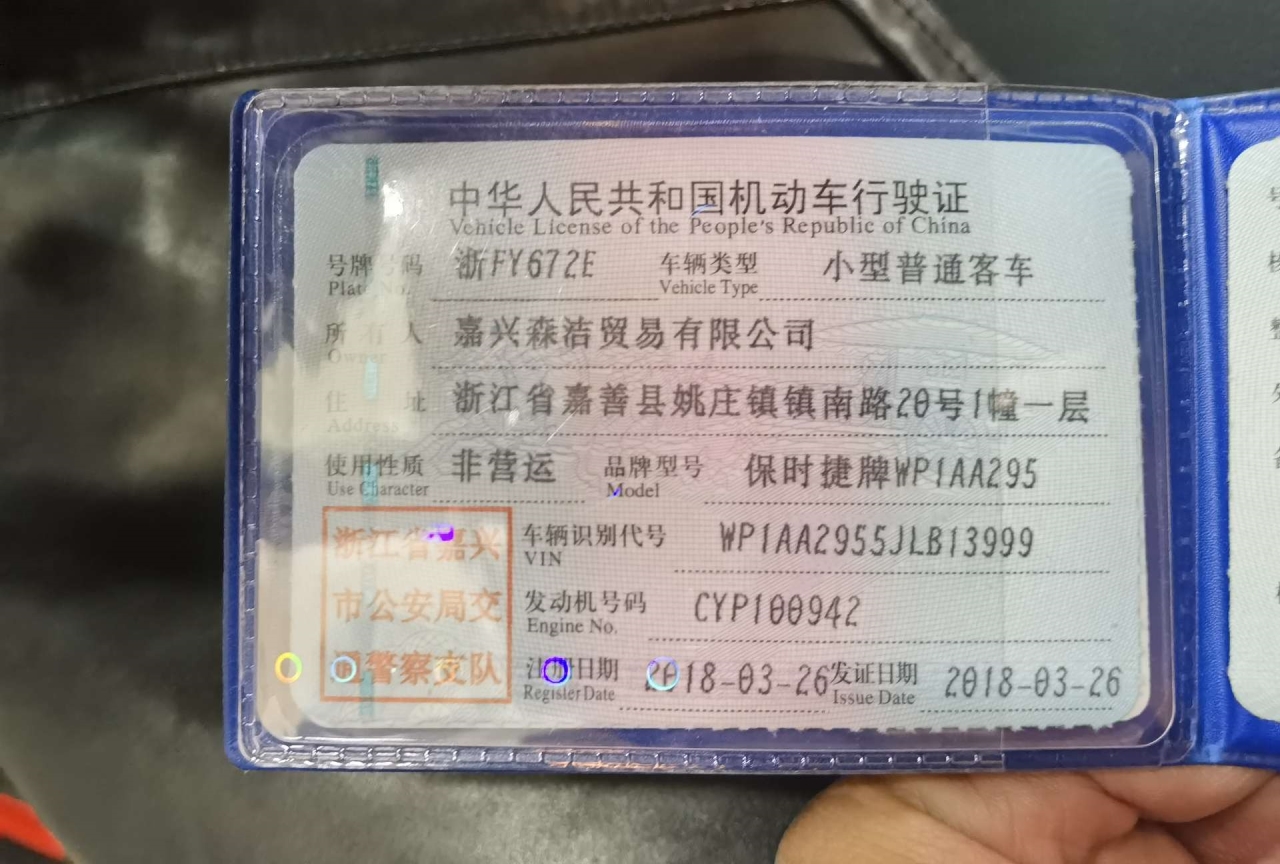 中华人民共和国机动车行驶证
Vehicle License of the People's Republic of China
号牌号码 浙FY672E 车辆类型 小型普通客车
Plate No. Vehicle Type
所有人 嘉兴森洁贸易有限公司
Owner
住址 浙江省嘉善县姚庄镇镇南路20号1幢一层
Address
使用性质 非营运 品牌型号 保时捷牌WP1AA295
Use Character Model
浙江省嘉兴 车辆识别代号 WP1AA2955JLB13999
VIN
市公安局交 发动机号码 CYP100942
Engine No.
通警察支队 注册日期 2018-03-26 发证日期 2018-03-26
Register Date Issue Date